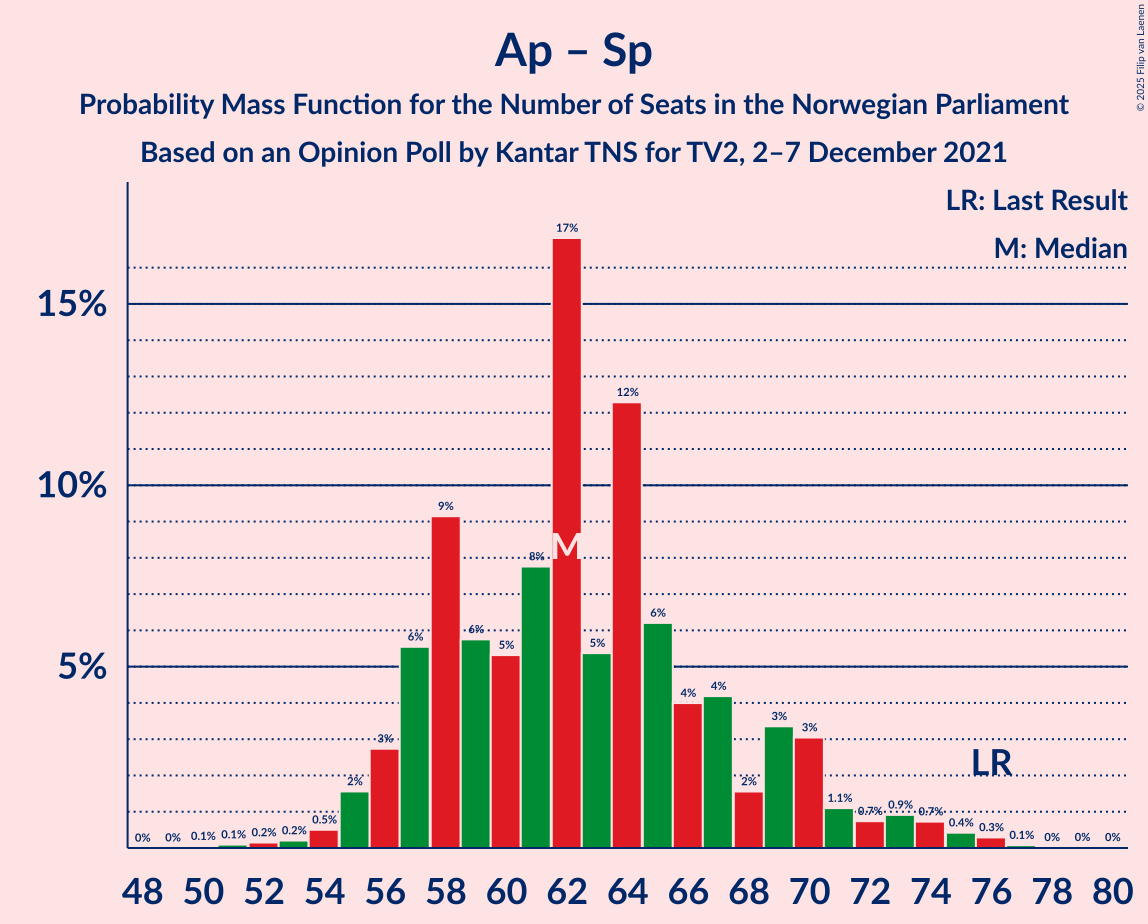 Ap – Sp
Probability Mass Function for the Number of Seats in the Norwegian Parliament
Based on an Opinion Poll by Kantar TNS for TV2, 2–7 December 2021
© 2025 Filip van Laenen
LR: Last Result
M: Median
15%
10%
5%
0% 0% 0.1% 0.1% 0.2% 0.2% 0.5% 2% 3% 6% 9% 6% 5% 8% 17% 5% 12% 6% 4% 4% 2% 3% 3% 1.1% 0.7% 0.9% 0.7% 0.4% 0.3% 0.1% 0% 0% 0%
M
LR
48 50 52 54 56 58 60 62 64 66 68 70 72 74 76 78 80